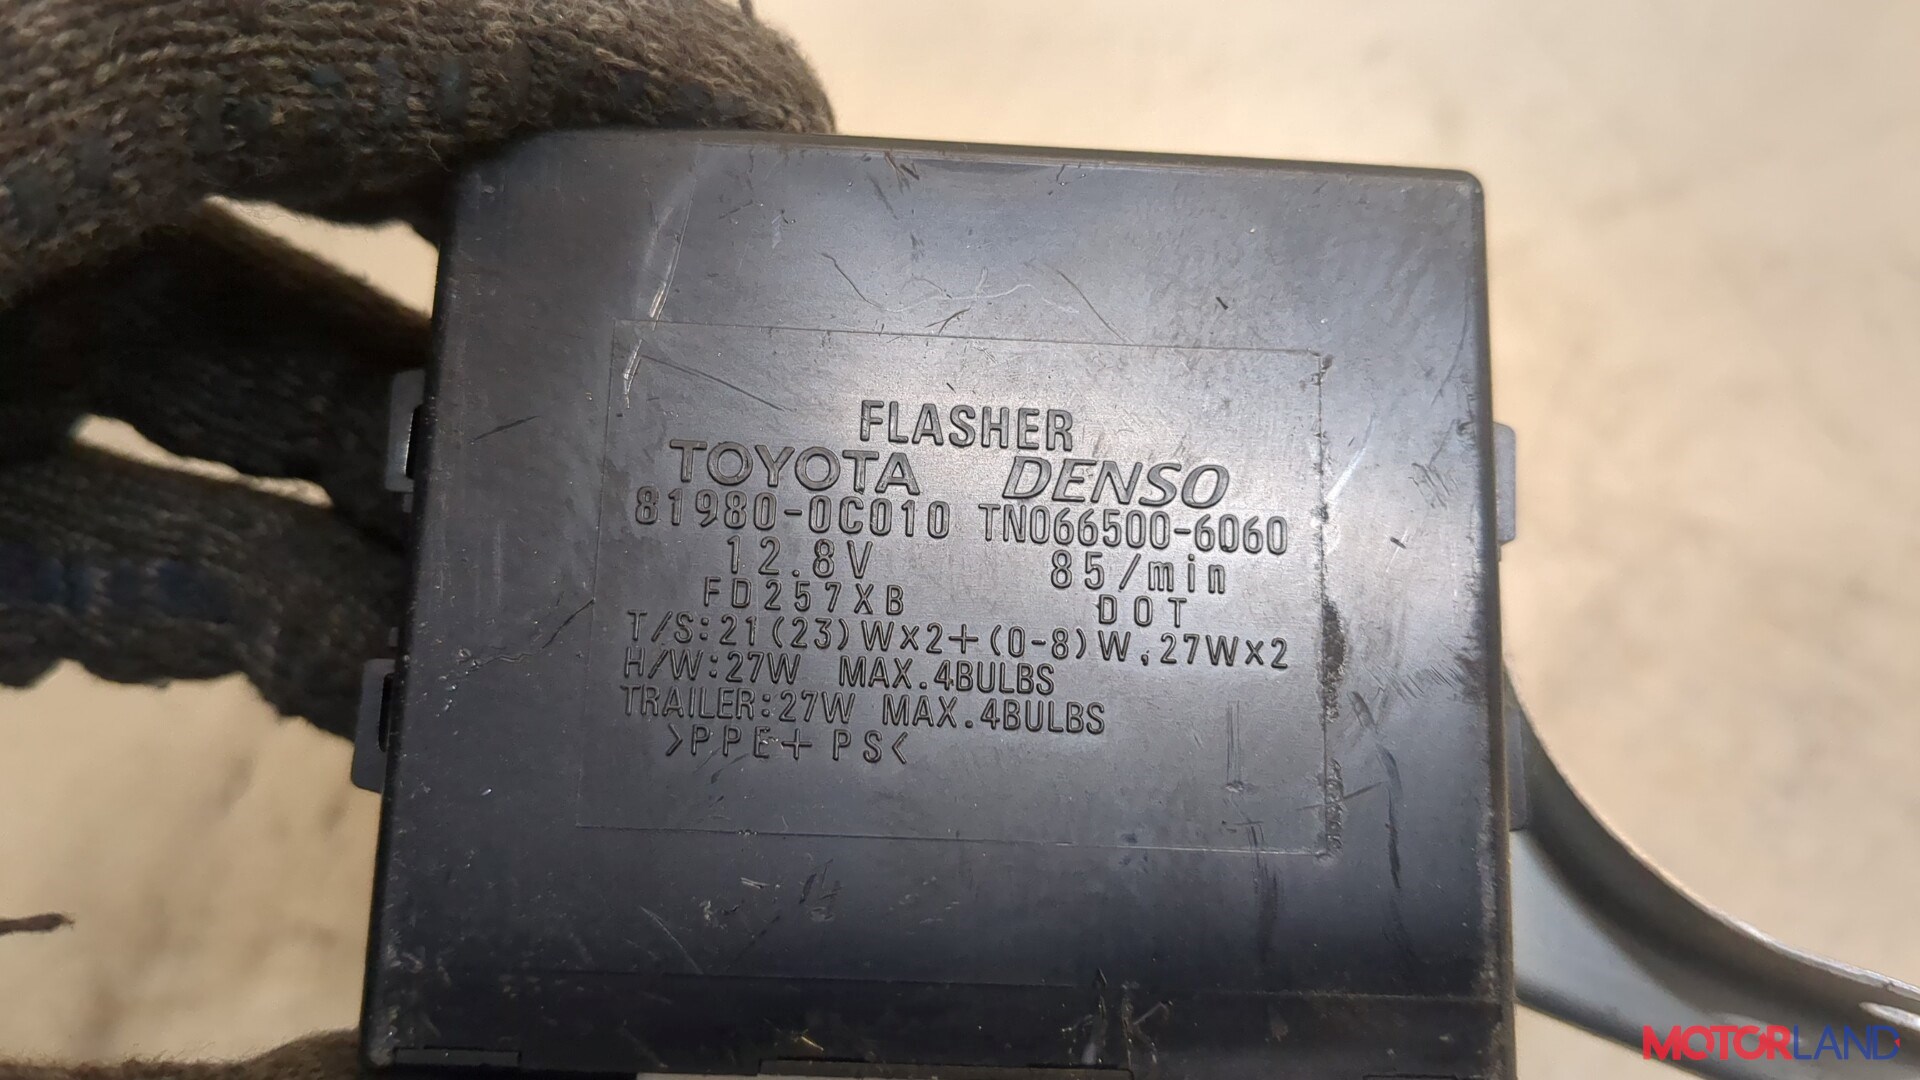 FLASHER
TOYOTA DENSO
81980-0C010 TN066500-6060
12.8V 85/min
FD257XB DOT
T/S:21(23)W×2+(0-8)W,27W×2
H/W:27W MAX.4BULBS
TRAILER:27W MAX.4BULBS
>PPE+PS<
MOTORLAND